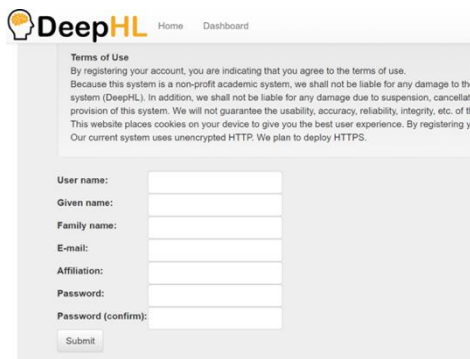 DeepHL Home Dashboard
Terms of Use
By registering your account, you are indicating that you agree to the terms of use.
Because this system is a non-profit academic system, we shall not be liable for any damage to
system (DeepHL). In addition, we shall not be liable for any damage due to suspension,
provision of this system. We will not guarantee the usability, accuracy, reliability, integrity, etc. of
This website places cookies on your device to give you the best user experience. By registering
Our current system uses unencrypted HTTP. We plan to deploy HTTPS.
User name:
Given name:
Family name:
E-mail:
Affiliation:
Password:
Password (confirm):
Submit